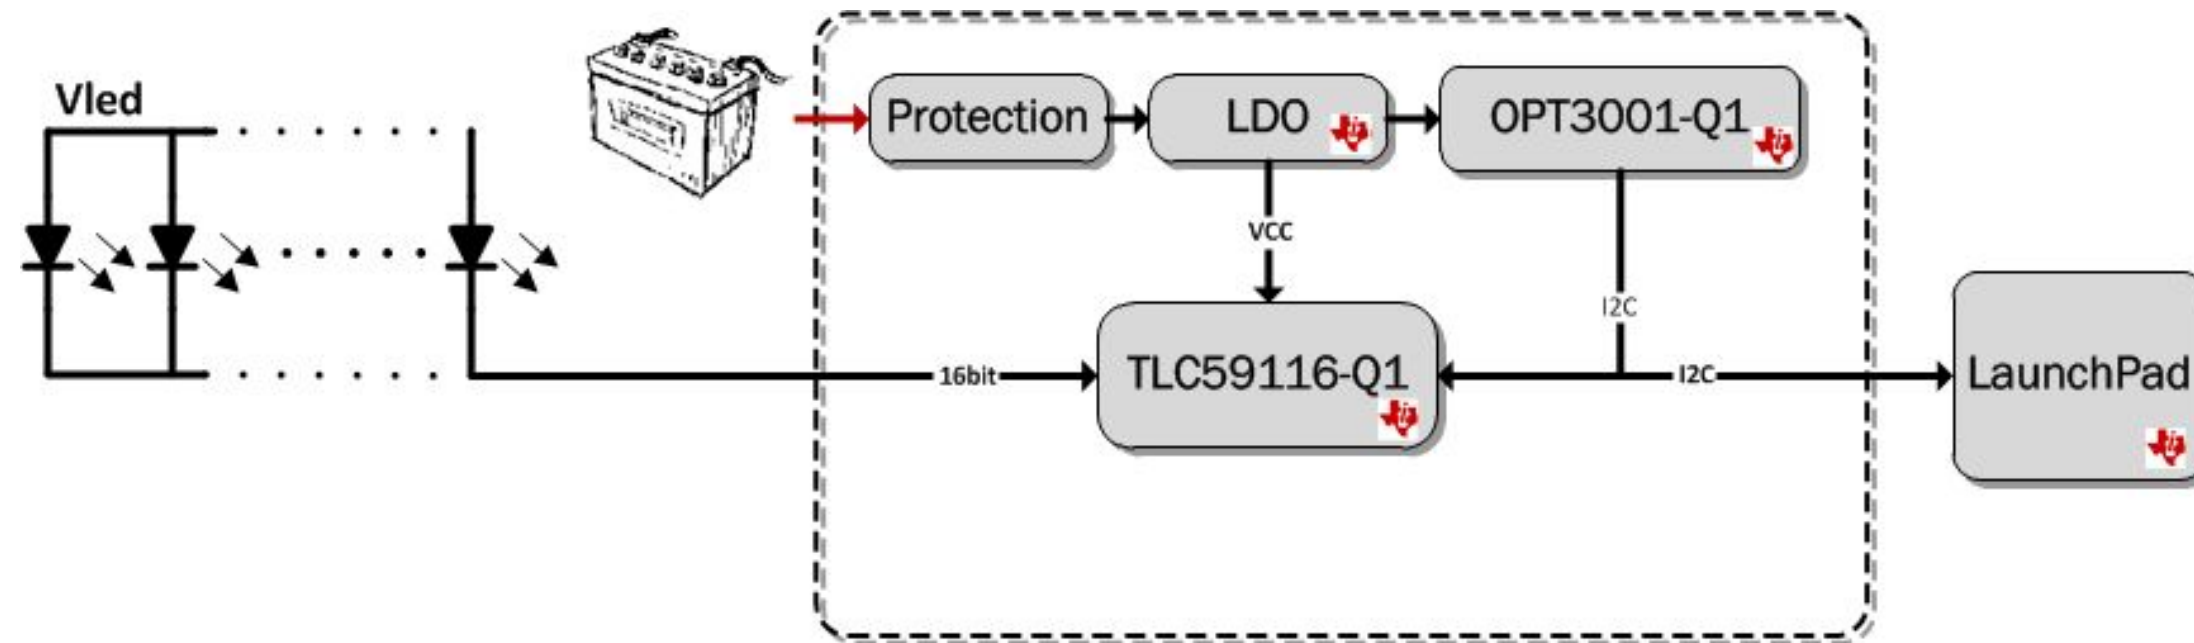 Vled
Protection
LDO
OPT3001-Q1
VCC
I2C
16bit
TLC59116-Q1
I2C
LaunchPad